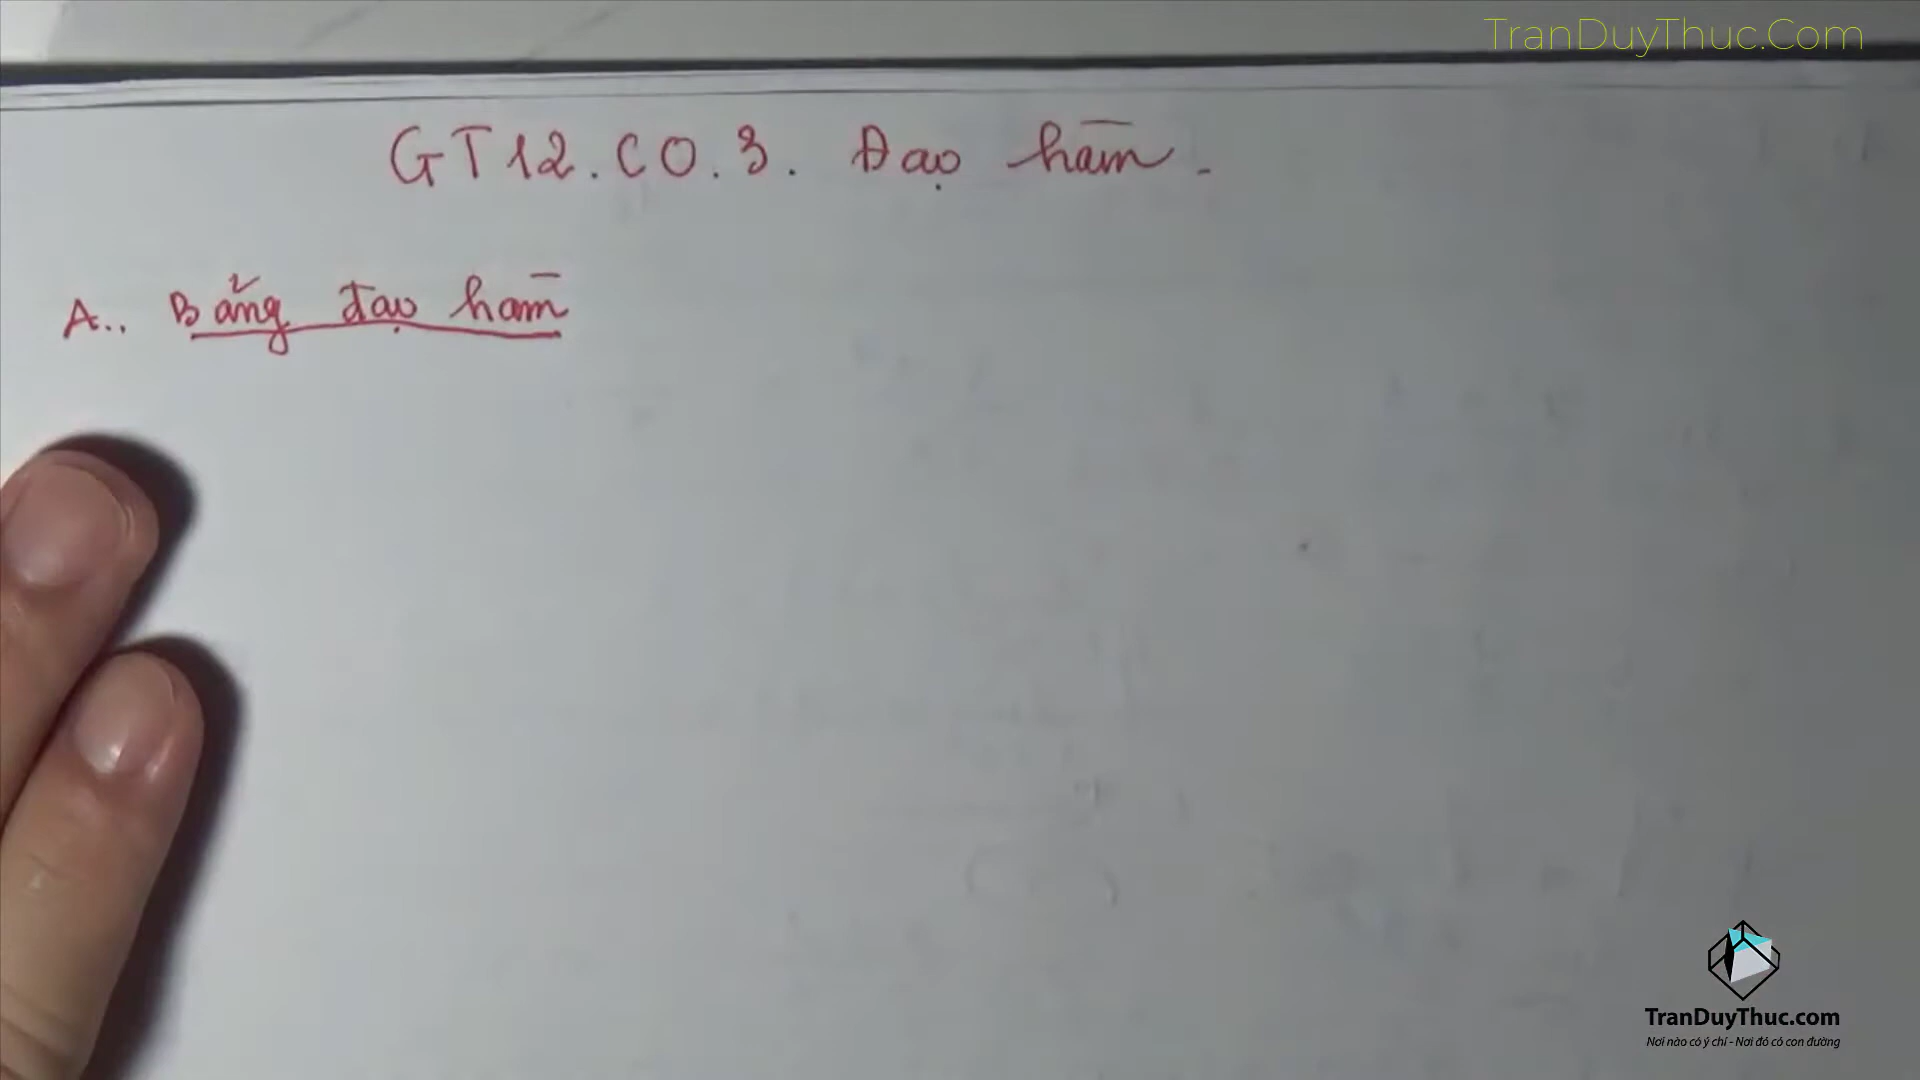 TranDuyThuc.Com
GT12.C0.3. Đạo hàm.
A.. Bảng đạo hàm
TranDuyThuc.com
Nơi nào có ý chí - Nơi đó có con đường